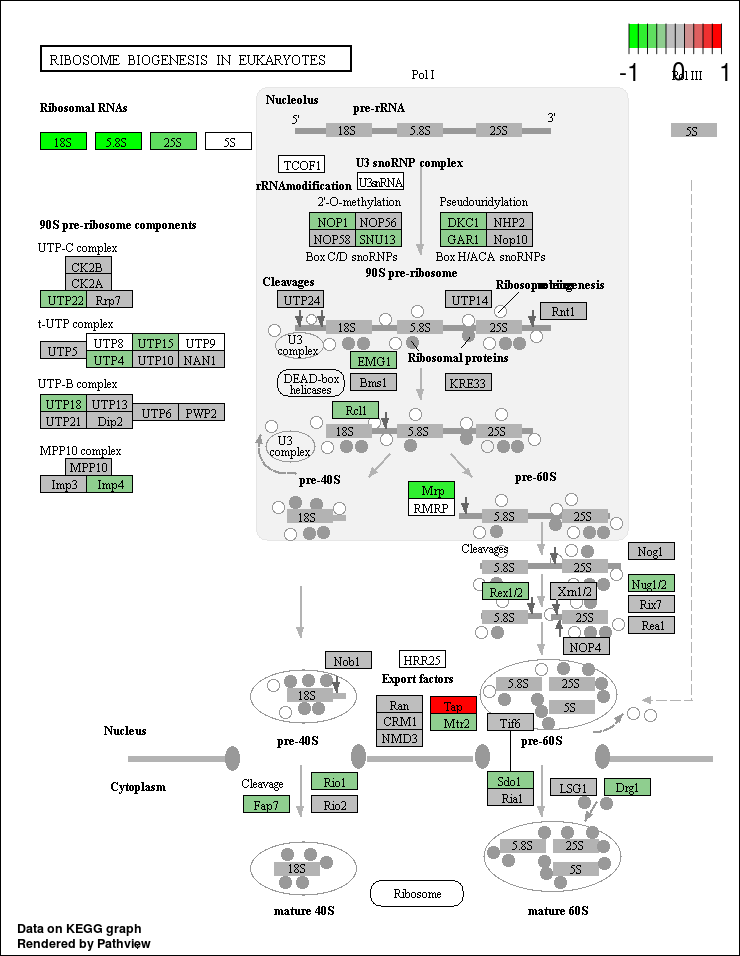 RIBOSOME BIOGENESIS IN EUKARYOTES
-1 0 1
Pol I
Pol III
Ribosomal RNAs
18S 5.8S 25S 5S
Nucleolus
pre-rRNA
5' 3'
18S 5.8S 25S
5S
TCOF1
U3 snoRNP complex
U3snRNA
rRNAmodification
2'-O-methylation
Pseudouridylation
NOP1 NOP56
NOP58 SNU13
DKC1 NHP2
GAR1 Nop10
Box C/D snoRNPs
Box H/ACA snoRNPs
90S pre-ribosome components
UTP-C complex
CK2B
CK2A
UTP22 Rrp7
t-UTP complex
UTP5
UTP8 UTP15 UTP9
UTP4 UTP10 NAN1
UTP-B complex
UTP18 UTP13
UTP21 Dip2
UTP6 PWP2
MPP10 complex
MPP10
Imp3 Imp4
90S pre-ribosome
Cleavages
UTP24
UTP14
Ribosome
Rnt1
18S 5.8S 25S
U3
complex
Ribosomal proteins
EMG1
Bms1
DEAD-box
helicases
KRE33
Rcl1
18S 5.8S 25S
U3
complex
pre-40S
pre-60S
Mrp
RMRP
18S
5.8S 25S
Cleavages
5.8S 25S
Nog1
Nug1/2
Rix7
Rea1
Rex1/2
Xrn1/2
5.8S 25S
NOP4
Nob1
HRR25
Export factors
Ran
CRM1
NMD3
Tap
Mtr2
Tif6
18S
5.8S 25S
5S
pre-40S
pre-60S
Nucleus
Cytoplasm
Cleavage
Fap7
Rio1
Rio2
Sdo1
Ria1
LSG1
Drg1
18S
5.8S 25S
5S
Ribosome
mature 40S
mature 60S
Data on KEGG graph
Rendered by Pathview